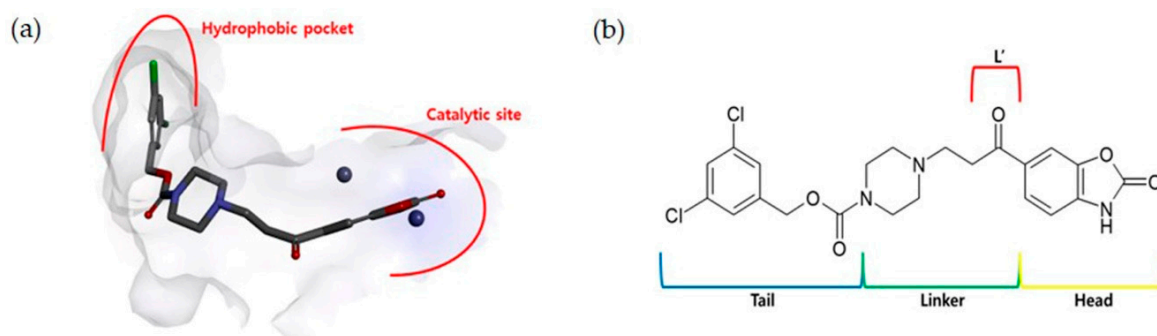 (a)
Hydrophobic pocket
Catalytic site
(b)
L'
Cl
O
Cl
N
O
O
N
O
O
N
H
O
Tail
Linker
Head